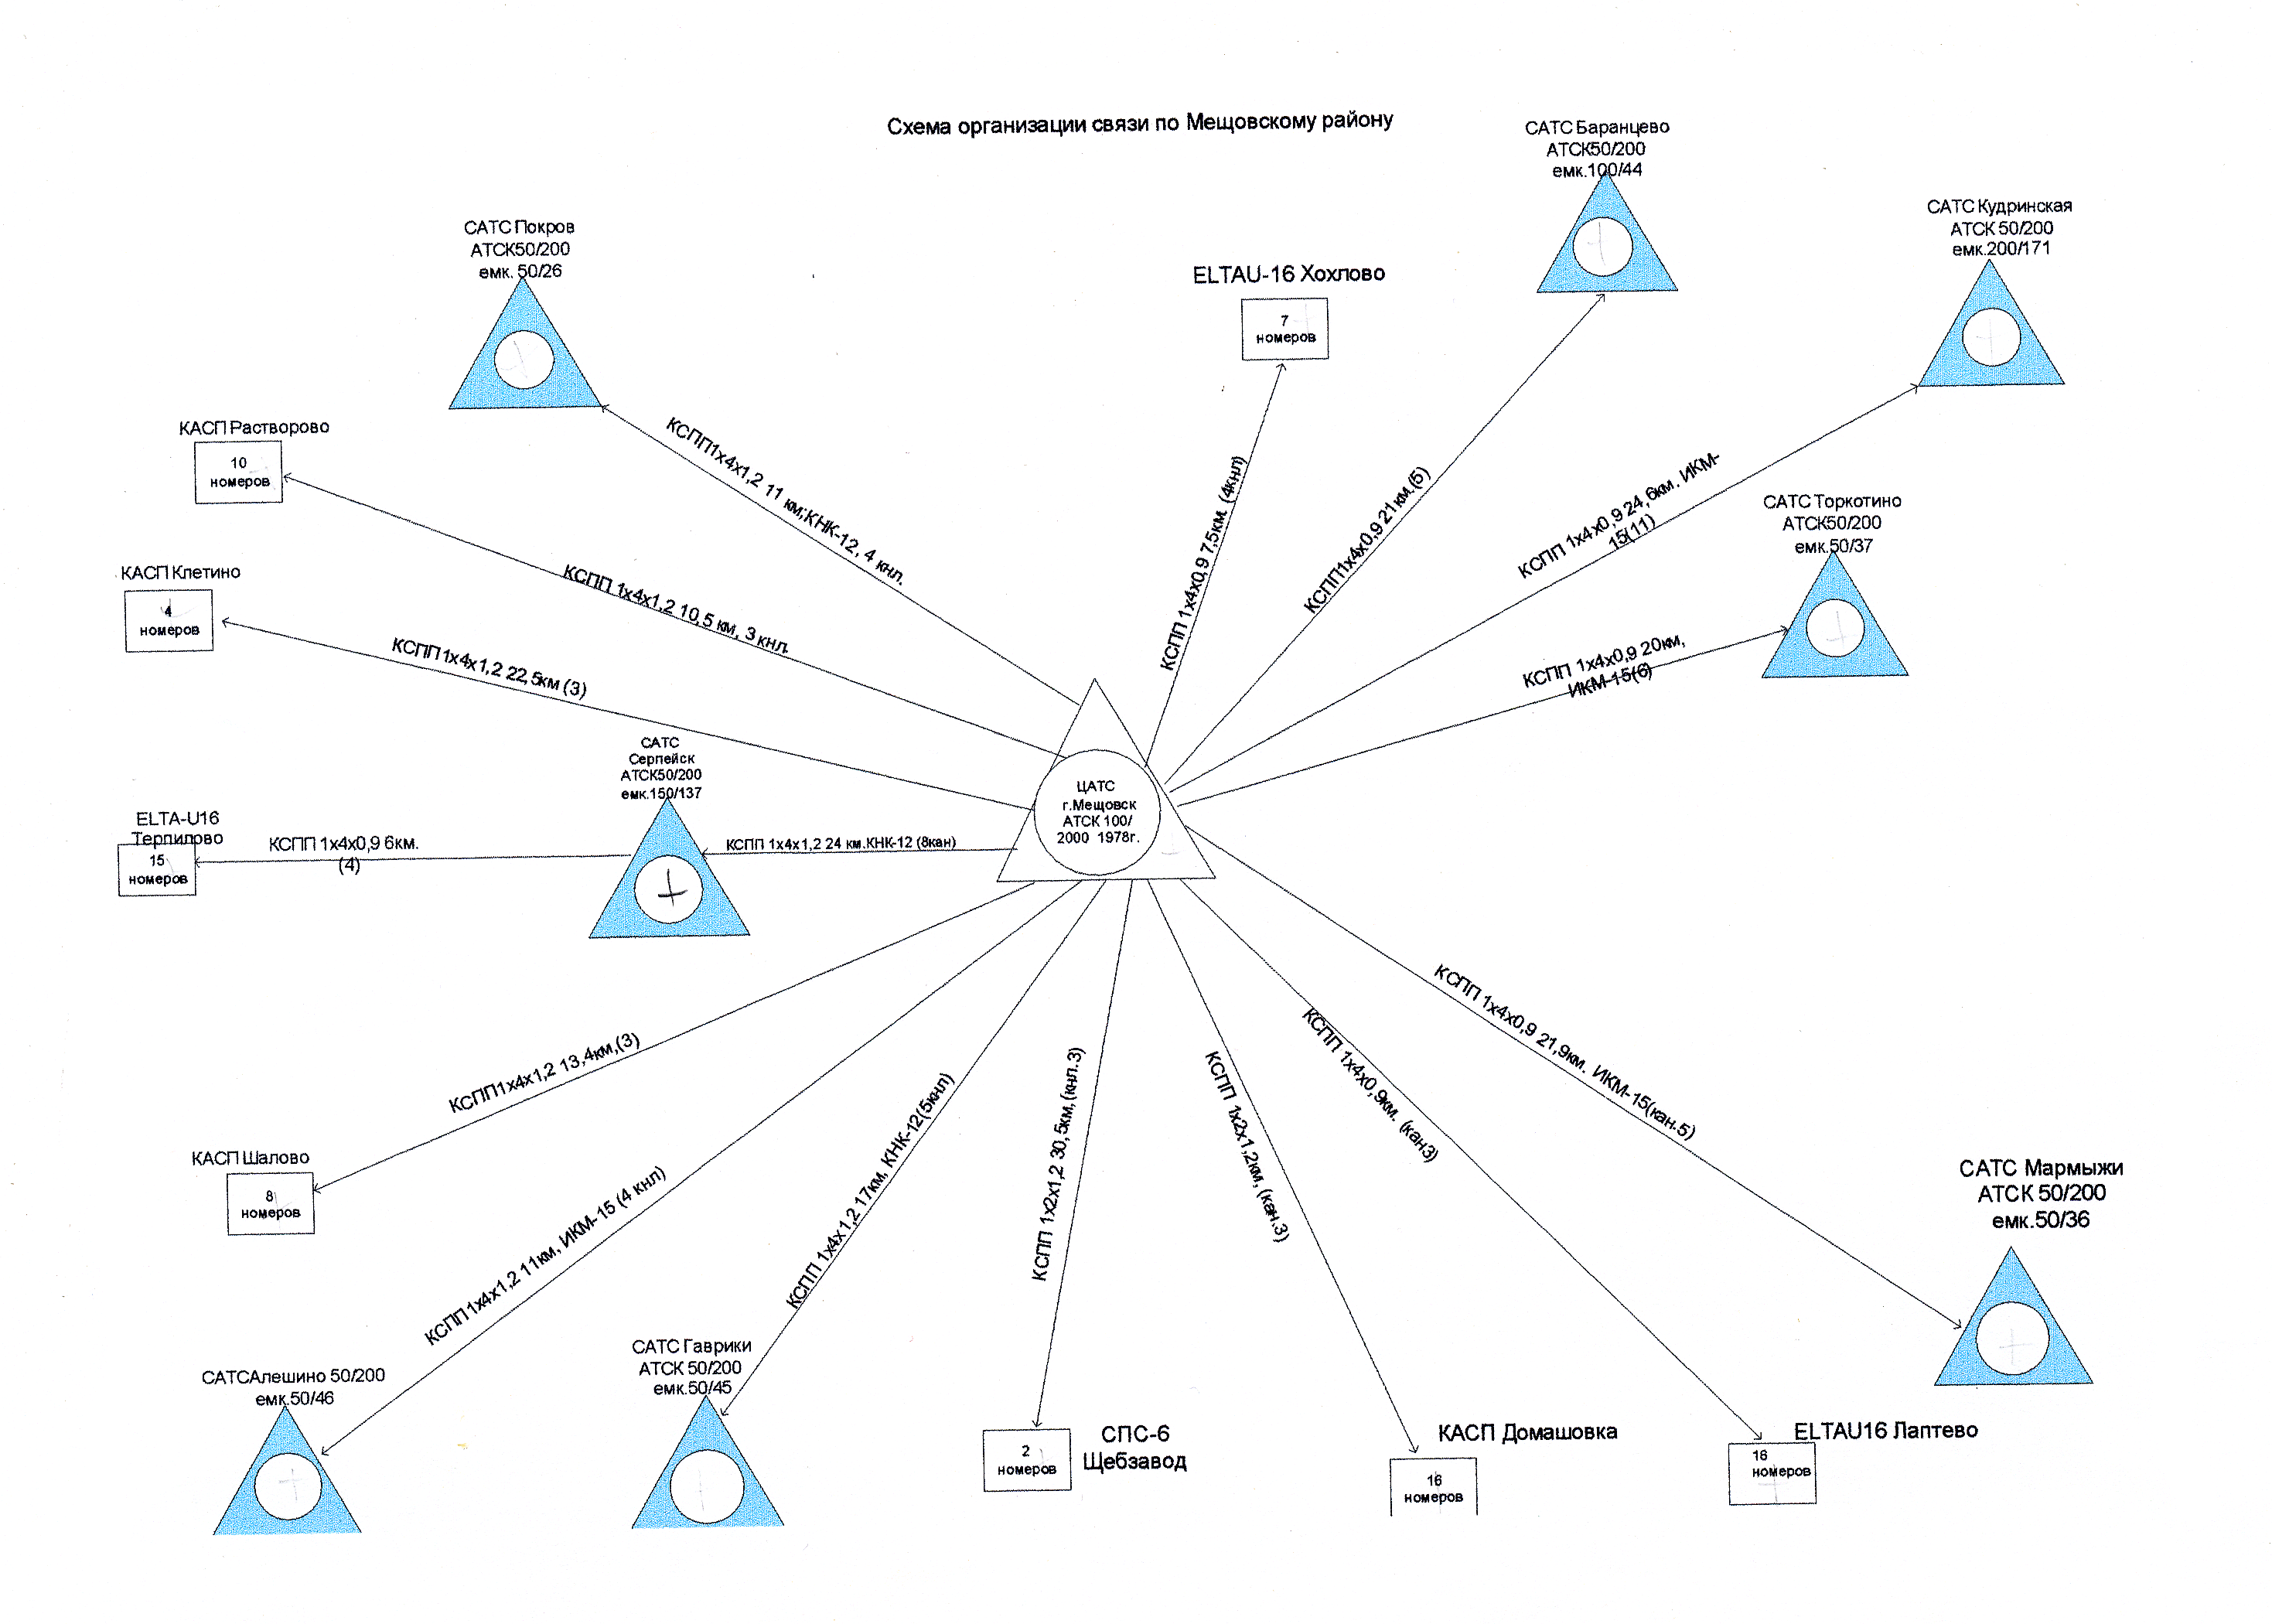 Схема организации связи по Мещовскому району
САТС Баранцево
АТСК50/200
емк.100/44
САТС Кудринская
АТСК 50/200
емк.200/171
САТС Покров
АТСК50/200
емк. 50/26
ELTAU-16 Хохлово
7
номеров
КАСП Растворово
10
номеров
КСПП1х4х1,2 11 км;КНК-12, 4 кнл.
КСПП 1х4х0,9 7,5км. (4кнл)
КСПП1х4х0,9 21км.(5)
КСПП 1х4х0,9 24,6км. ИКМ-
15(11)
САТС Торкотино
АТСК50/200
емк.50/37
КАСП Клетино
4
номеров
КСПП 1х4х1,2 10,5 км, 3 кнл.
КСПП 1х4х1,2 22,5км (3)
КСПП 1х4х0,9 20км,
ИКМ-15(6)
САТС
Серпейск
АТСК50/200
емк.150/137
ЦАТС
г.Мещовск
АТСК 100/
2000 1978г.
ELTA-U16
Терпилово
15
номеров
КСПП 1х4х0,9 6км.
(4)
КСПП 1х4х1,2 24 км.КНК-12 (8кан)
КСПП1х4х1,2 13,4км,(3)
КСПП 1х4х1,2 11км, ИКМ-15 (4 кнл)
КСПП 1х4х1,2 17км, КНК-12(5кнл)
КСПП 1х2х1,2 30,5км,(кнл.3)
КСПП 1х2х1,2км, (кан.3)
КСПП 1х4х0,9км. (кан3)
КСПП 1х4х0,9 21,9км. ИКМ-15(кан.5)
КАСП Шалово
8
номеров
САТС Мармыжи
АТСК 50/200
емк.50/36
САТСАлешино 50/200
емк.50/46
САТС Гаврики
АТСК 50/200
емк.50/45
2
номеров
СПС-6
Щебзавод
КАСП Домашовка
16
номеров
ELTAU16 Лаптево
16
номеров